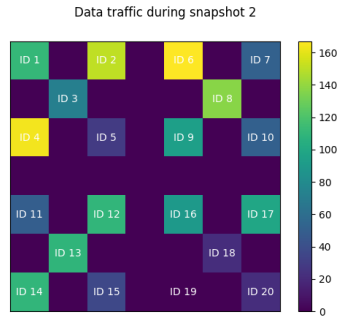 Data traffic during snapshot 2
ID 1 ID 2 ID 6 ID 7
ID 3 ID 8
ID 4 ID 5 ID 9 ID 10
ID 11 ID 12 ID 16 ID 17
ID 13 ID 18
ID 14 ID 15 ID 19 ID 20
160
140
120
100
80
60
40
20
0